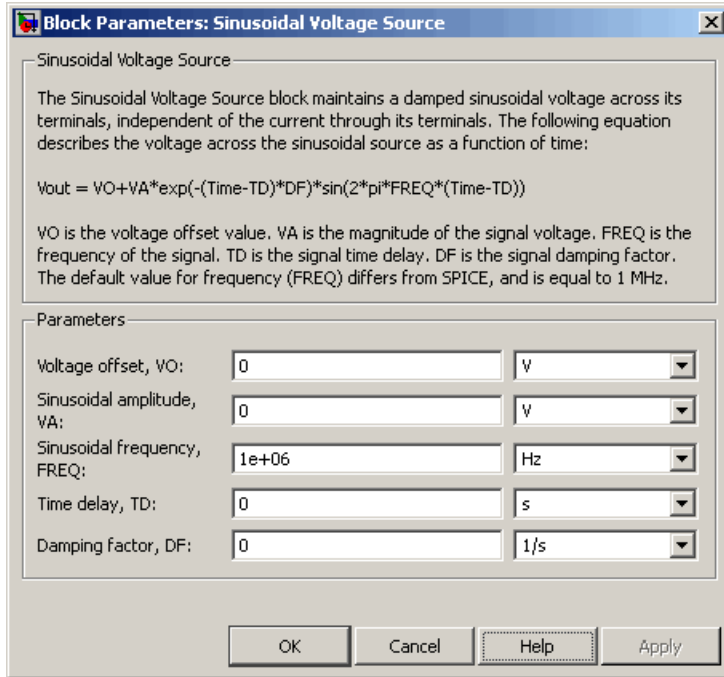 Block Parameters: Sinusoidal Voltage Source
Sinusoidal Voltage Source
The Sinusoidal Voltage Source block maintains a damped sinusoidal voltage across its
terminals, independent of the current through its terminals. The following equation
describes the voltage across the sinusoidal source as a function of time:
Vout = VO+VA*exp(-(Time-TD)*DF)*sin(2*pi*FREQ*(Time-TD))
VO is the voltage offset value. VA is the magnitude of the signal voltage. FREQ is the
frequency of the signal. TD is the signal time delay. DF is the signal damping factor.
The default value for frequency (FREQ) differs from SPICE, and is equal to 1 MHz.
Parameters
Voltage offset, VO: 0 V
Sinusoidal amplitude,
VA: 0 V
Sinusoidal frequency,
FREQ: 1e+06 Hz
Time delay, TD: 0 s
Damping factor, DF: 0 1/s
OK Cancel Help Apply